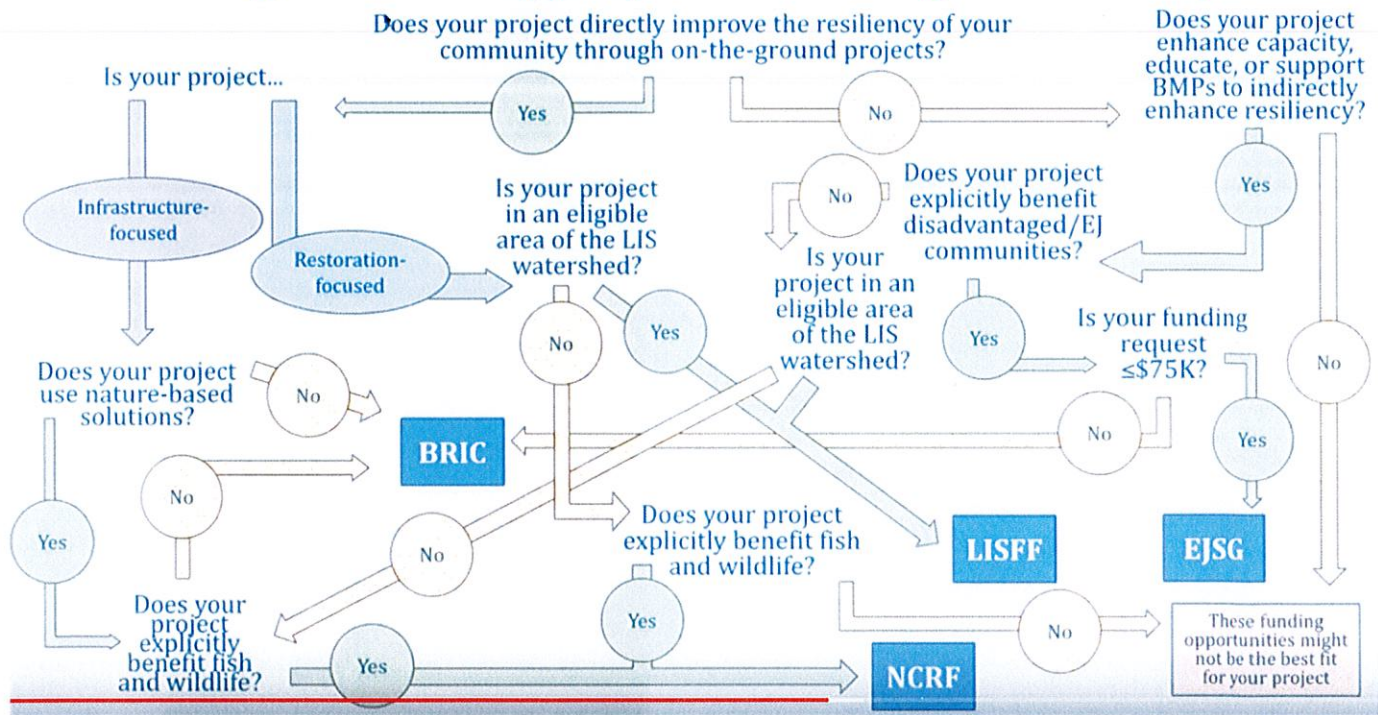 Does your project directly improve the resiliency of your
community through on-the-ground projects?
Does your project
enhance capacity,
educate, or support
BMPs to indirectly
enhance resiliency?
Is your project...
Yes
No
Infrastructure-
focused
Restoration-
focused
Is your project
in an eligible
area of the LIS
watershed?
No
Does your project
explicitly benefit
disadvantaged/EJ
communities?
Yes
Is your
project in an
eligible area
of the LIS
watershed?
No
Yes
Yes
Is your funding
request
≤$75K?
No
Does your project
use nature-based
solutions?
No
BRIC
No
Yes
No
Yes
No
Does your project
explicitly benefit fish
and wildlife?
LISFF
EJSG
Does your
project
explicitly
benefit fish
and wildlife?
Yes
Yes
No
NCRF
These funding
opportunities might
not be the best fit
for your project